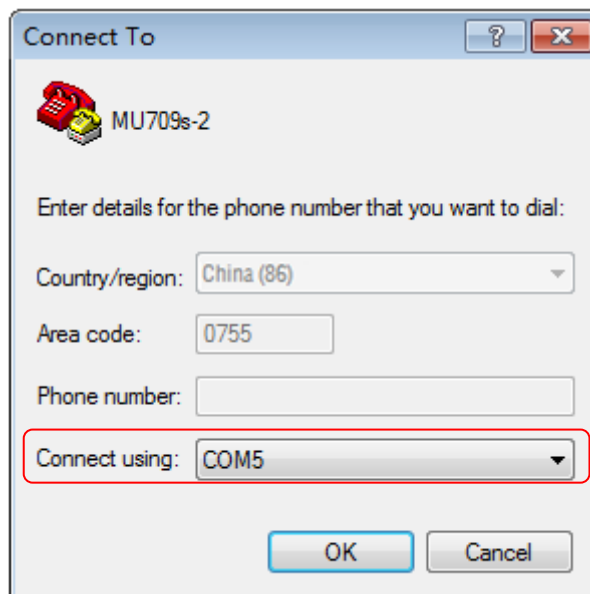 Connect To
MU709s-2
Enter details for the phone number that you want to dial:
Country/region: China (86)
Area code: 0755
Phone number:
Connect using: COM5
OK Cancel